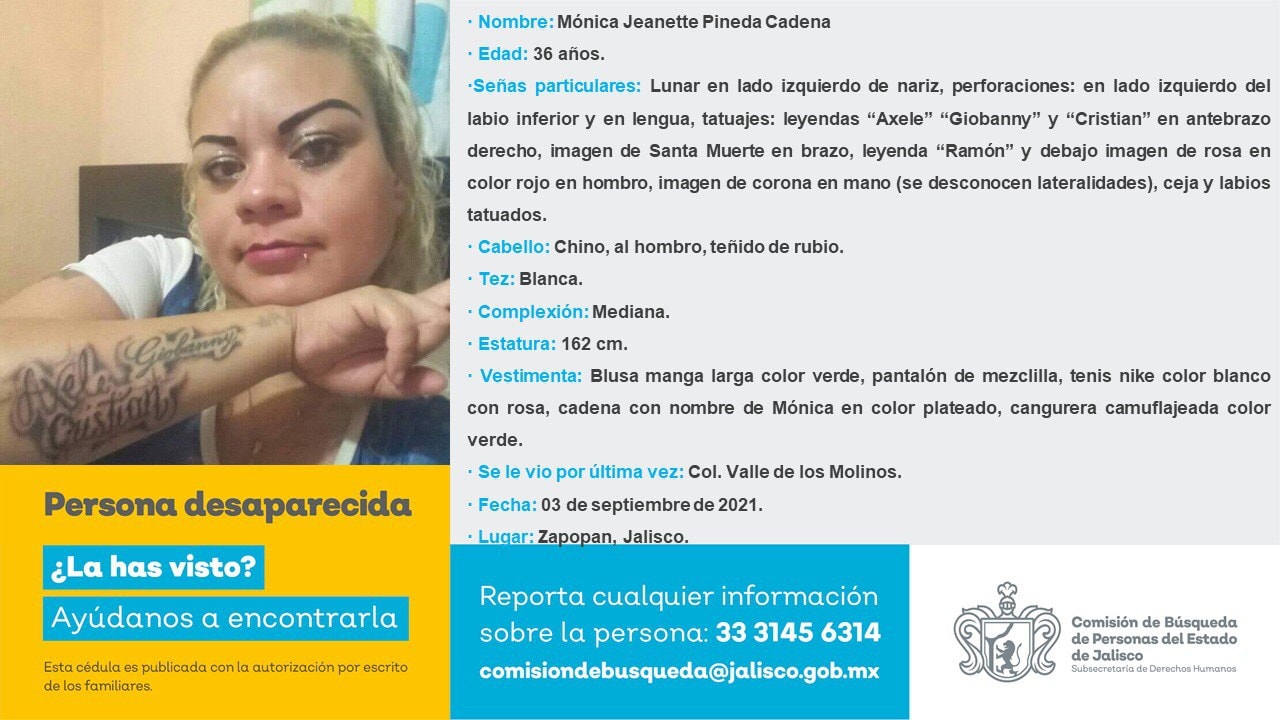 · Nombre: Mónica Jeanette Pineda Cadena
· Edad: 36 años.
·Señas particulares: Lunar en lado izquierdo de nariz, perforaciones: en lado izquierdo del
labio inferior y en lengua, tatuajes: leyendas “Axele” “Giobanny” y “Cristian” en antebrazo
derecho, imagen de Santa Muerte en brazo, leyenda “Ramón” y debajo imagen de rosa en
color rojo en hombro, imagen de corona en mano (se desconocen lateralidades), ceja y labios
tatuados.
· Cabello: Chino, al hombro, teñido de rubio.
· Tez: Blanca.
· Complexión: Mediana.
· Estatura: 162 cm.
· Vestimenta: Blusa manga larga color verde, pantalón de mezclilla, tenis nike color blanco
con rosa, cadena con nombre de Mónica en color plateado, cangurera camuflajeada color
verde.
· Se le vio por última vez: Col. Valle de los Molinos.
· Fecha: 03 de septiembre de 2021.
· Lugar: Zapopan, Jalisco.
Giobanny
Axele
Cristian
Persona desaparecida
¿La has visto?
Ayúdanos a encontrarla
Esta cédula es publicada con la autorización por escrito
de los familiares.
Reporta cualquier información
sobre la persona: 33 3145 6314
comisiondebusqueda@jalisco.gob.mx
Comisión de Búsqueda
de Personas del Estado
de Jalisco
Subsecretaría de Derechos Humanos